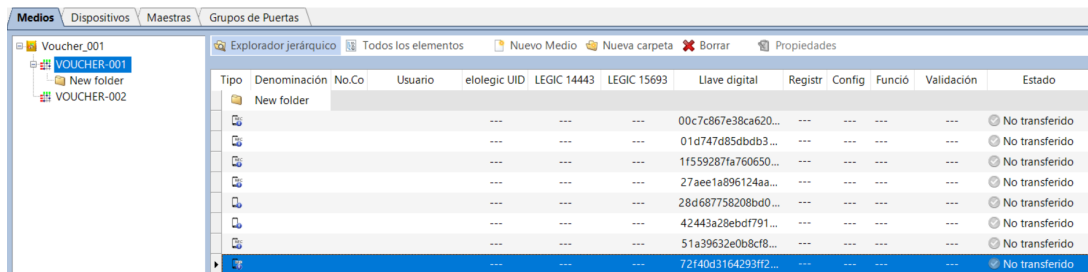 Medios Dispositivos Maestras Grupos de Puertas
Voucher_001
VOUCHER-001
New folder
VOUCHER-002
Explorador jerárquico Todos los elementos Nuevo Medio Nueva carpeta Borrar Propiedades
Tipo Denominación No.Co Usuario elolegic UID LEGIC 14443 LEGIC 15693 Llave digital Registr Config Funció Validación Estado
New folder
--- --- --- 00c7c867e38ca620... --- --- --- --- No transferido
--- --- --- 01d747d85dbdb3... --- --- --- --- No transferido
--- --- --- 1f559287fa760650... --- --- --- --- No transferido
--- --- --- 27aee1a896124aa... --- --- --- --- No transferido
--- --- --- 28d687758208bd0... --- --- --- --- No transferido
--- --- --- 42443a28ebdf791... --- --- --- --- No transferido
--- --- --- 51a39632e0b8cf8... --- --- --- --- No transferido
--- --- --- 72f40d3164293ff2... --- --- --- --- No transferido